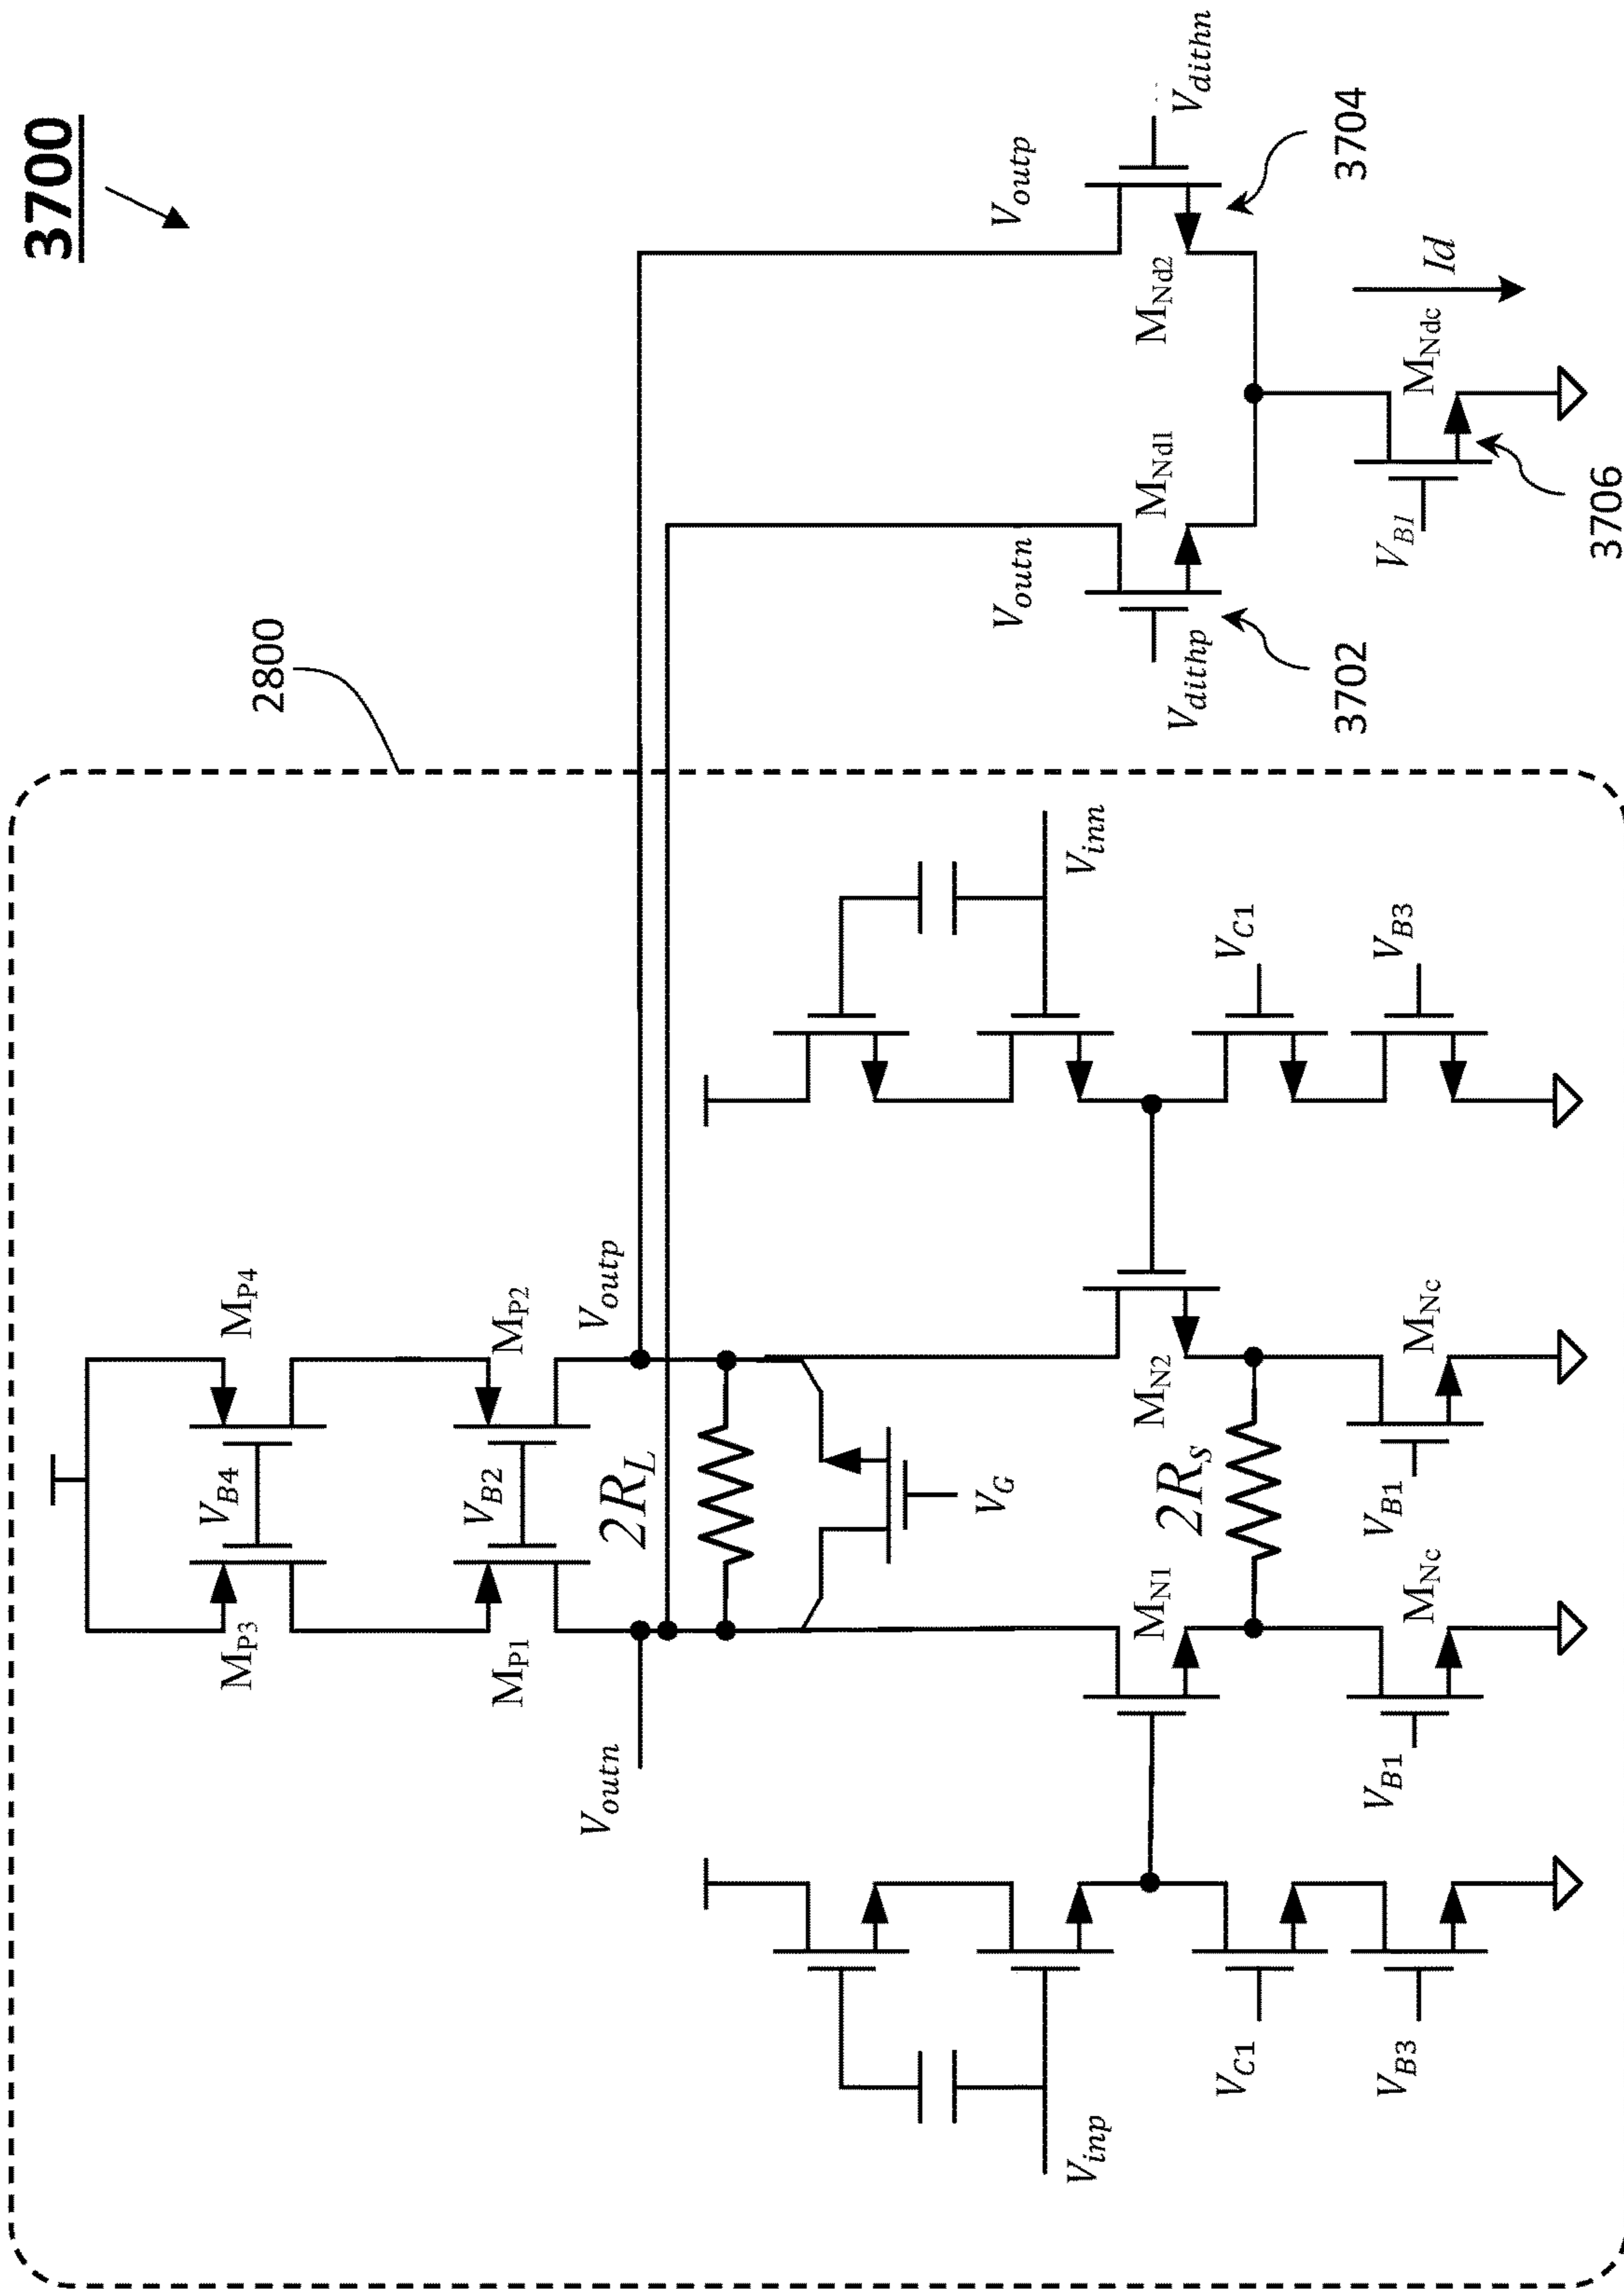 3700
2800
M_P3
M_P4
V_B4
M_P1
M_P2
V_B2
V_outn
V_outp
2R_L
V_G
V_inp
V_inn
M_N1
M_N2
2R_s
V_C1
V_C1
V_B3
V_B3
V_B1
M_Nc
V_B1
M_Nc
V_outn
V_outp
V_dithp
M_Nd1
M_Nd2
V_dithn
3702
3704
V_B1
M_Ndc
Id
3706